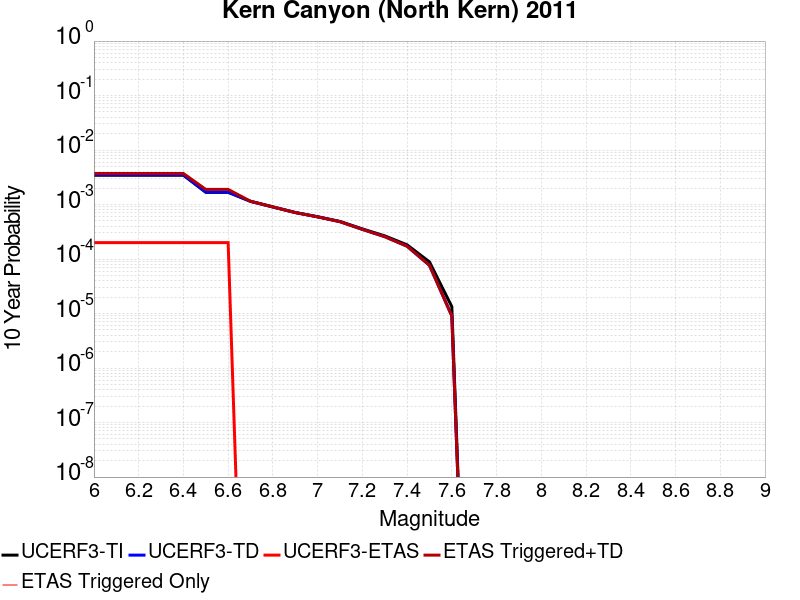 Kern Canyon (North Kern) 2011
10 0
10 -1
10 -2
10 -3
10 -4
10 -5
10 -6
10 -7
10 -8
10 Year Probability
6 6.2 6.4 6.6 6.8 7 7.2 7.4 7.6 7.8 8 8.2 8.4 8.6 8.8 9
Magnitude
UCERF3-TI UCERF3-TD UCERF3-ETAS ETAS Triggered+TD
ETAS Triggered Only